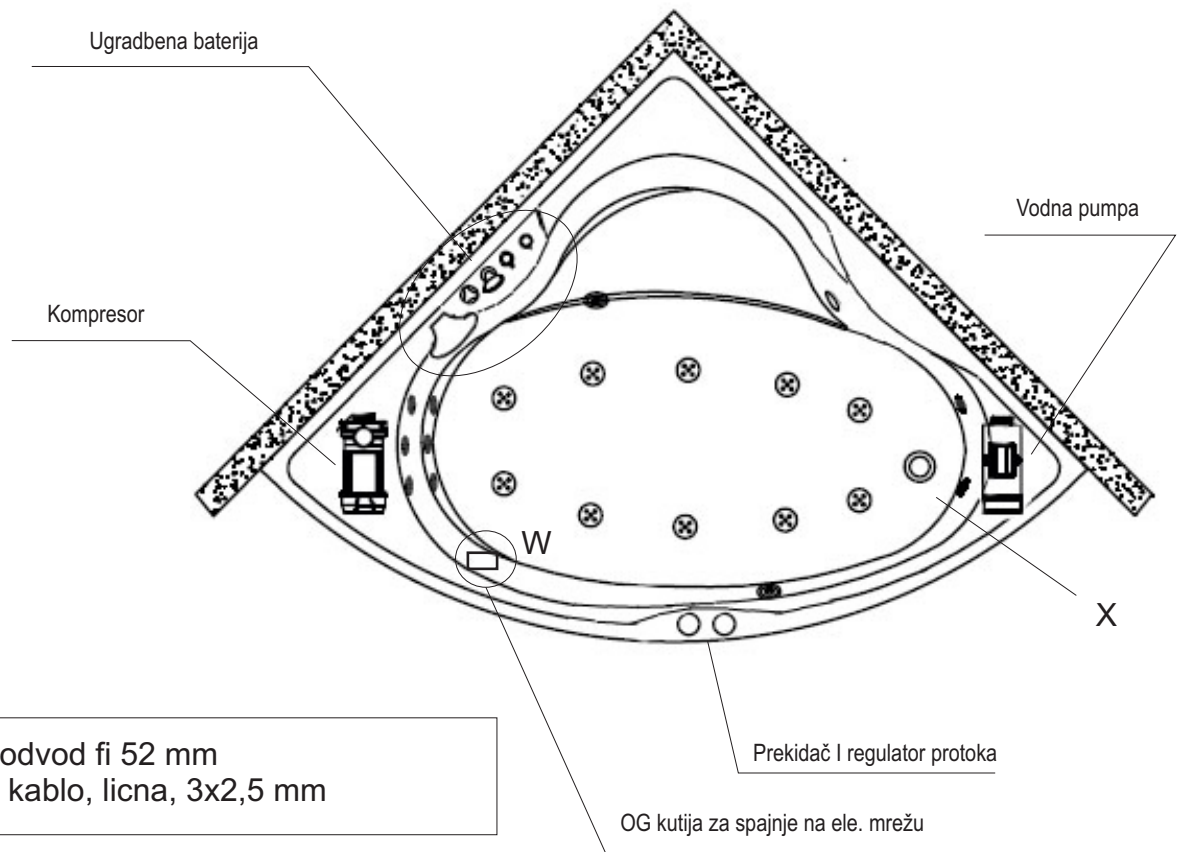 Ugradbena baterija
Vodna pumpa
Kompresor
W
X
odvod fi 52 mm
kablo, licna, 3x2,5 mm
Prekidač I regulator protoka
OG kutija za spajnje na ele. mrežu